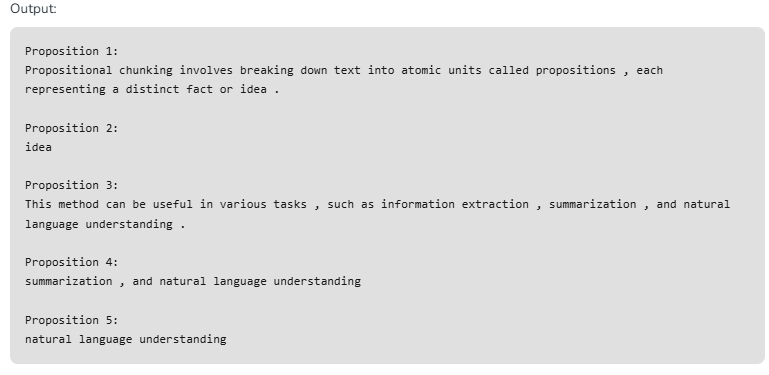 Output:
Proposition 1:
Propositional chunking involves breaking down text into atomic units called propositions , each
representing a distinct fact or idea .
Proposition 2:
idea
Proposition 3:
This method can be useful in various tasks , such as information extraction , summarization , and natural
language understanding .
Proposition 4:
summarization , and natural language understanding
Proposition 5:
natural language understanding